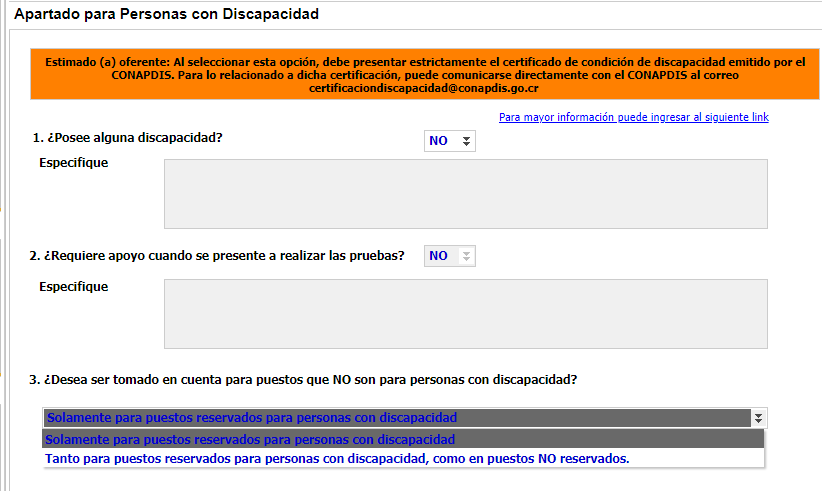 Apartado para Personas con Discapacidad
Estimado (a) oferente: Al seleccionar esta opción, debe presentar estrictamente el certificado de condición de discapacidad emitido por el
CONAPDIS. Para lo relacionado a dicha certificación, puede comunicarse directamente con el CONAPDIS al correo
certificaciondiscapacidad@conapdis.go.cr
Para mayor información puede ingresar al siguiente link
1. ¿Posee alguna discapacidad? NO
Especifique
2. ¿Requiere apoyo cuando se presente a realizar las pruebas? NO
Especifique
3. ¿Desea ser tomado en cuenta para puestos que NO son para personas con discapacidad?
Solamente para puestos reservados para personas con discapacidad
Solamente para puestos reservados para personas con discapacidad
Tanto para puestos reservados para personas con discapacidad, como en puestos NO reservados.